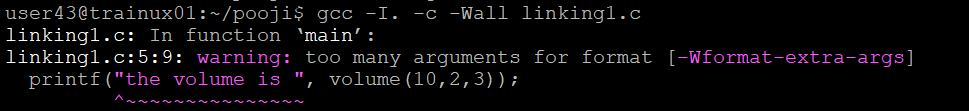 user43@trainux01:~/pooji$ gcc -I. -c -Wall linking1.c
linking1.c: In function ‘main’:
linking1.c:5:9: warning: too many arguments for format [-Wformat-extra-args]
  printf("the volume is ", volume(10,2,3));
         ^~~~~~~~~~~~~~~~